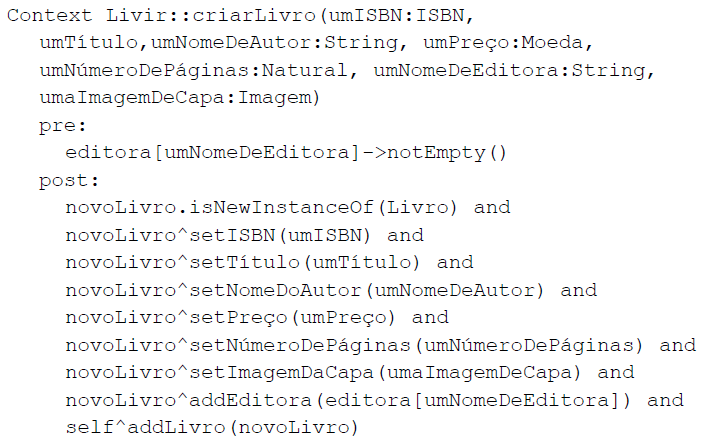 Context Livir::criarLivro(umISBN:ISBN,
umTítulo,umNomeDeAutor:String, umPreço:Moeda,
umNúmeroDePáginas:Natural, umNomeDeEditora:String,
umaImagemDeCapa:Imagem)
pre:
editora[umNomeDeEditora]->notEmpty()
post:
novoLivro.isNewInstanceOf(Livro) and
novoLivro^setISBN(umISBN) and
novoLivro^setTítulo(umTítulo) and
novoLivro^setNomeDoAutor(umNomeDeAutor) and
novoLivro^setPreço(umPreço) and
novoLivro^setNúmeroDePáginas(umNúmeroDePáginas) and
novoLivro^setImagemDaCapa(umaImagemDeCapa) and
novoLivro^addEditora(editora[umNomeDeEditora]) and
self^addLivro(novoLivro)